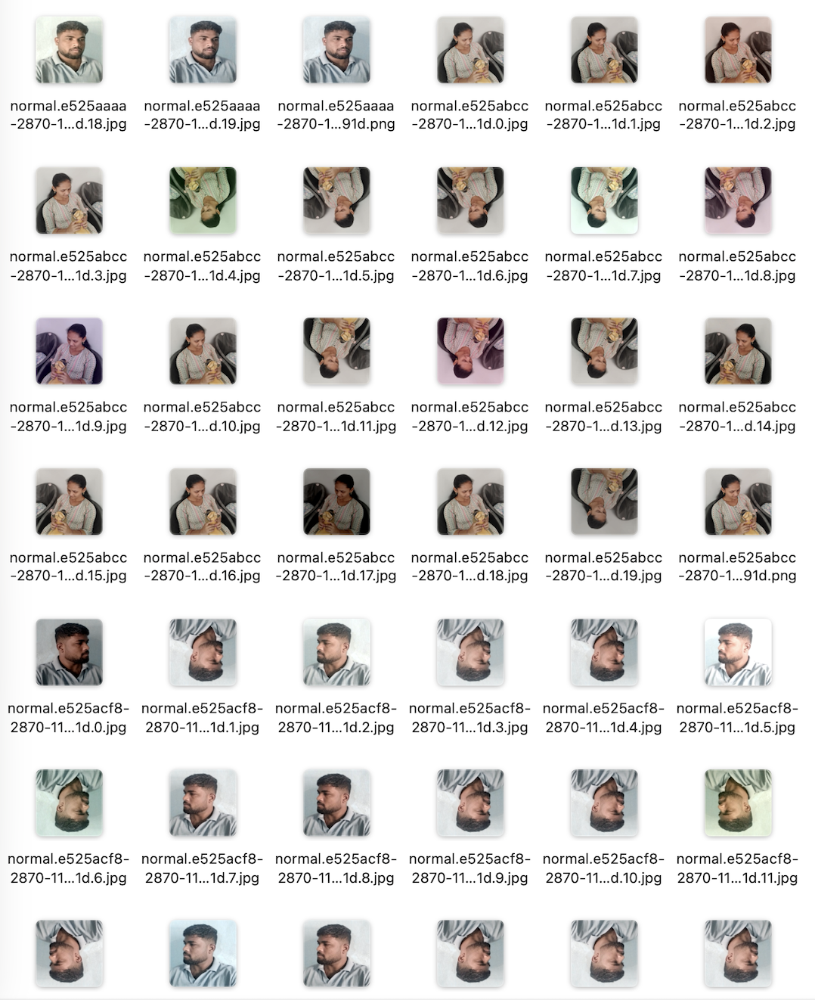 normal.e525aaaa
-2870-1...d.18.jpg
normal.e525aaaa
-2870-1...d.19.jpg
normal.e525aaaa
-2870-1...91d.png
normal.e525abcc
-2870-1...1d.0.jpg
normal.e525abcc
-2870-1...1d.1.jpg
normal.e525abcc
-2870-1...1d.2.jpg
normal.e525abcc
-2870-1...1d.3.jpg
normal.e525abcc
-2870-1...1d.4.jpg
normal.e525abcc
-2870-1...1d.5.jpg
normal.e525abcc
-2870-1...1d.6.jpg
normal.e525abcc
-2870-1...1d.7.jpg
normal.e525abcc
-2870-1...1d.8.jpg
normal.e525abcc
-2870-1...1d.9.jpg
normal.e525abcc
-2870-1...d.10.jpg
normal.e525abcc
-2870-1...1d.11.jpg
normal.e525abcc
-2870-1...d.12.jpg
normal.e525abcc
-2870-1...d.13.jpg
normal.e525abcc
-2870-1...d.14.jpg
normal.e525abcc
-2870-1...d.15.jpg
normal.e525abcc
-2870-1...d.16.jpg
normal.e525abcc
-2870-1...1d.17.jpg
normal.e525abcc
-2870-1...d.18.jpg
normal.e525abcc
-2870-1...d.19.jpg
normal.e525abcc
-2870-1...91d.png
normal.e525acf8-
2870-11...1d.0.jpg
normal.e525acf8-
2870-11...1d.1.jpg
normal.e525acf8-
2870-11...1d.2.jpg
normal.e525acf8-
2870-11...1d.3.jpg
normal.e525acf8-
2870-11...1d.4.jpg
normal.e525acf8-
2870-11...1d.5.jpg
normal.e525acf8-
2870-11...1d.6.jpg
normal.e525acf8-
2870-11...1d.7.jpg
normal.e525acf8-
2870-11...1d.8.jpg
normal.e525acf8-
2870-11...1d.9.jpg
normal.e525acf8-
2870-11...d.10.jpg
normal.e525acf8-
2870-11...1d.11.jpg